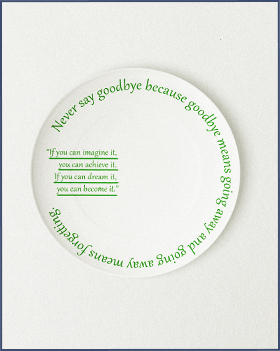 Never say goodbye because goodbye means going away and going away means forgetting.
"If you can imagine it,
you can achieve it.
If you can dream it,
you can become it."